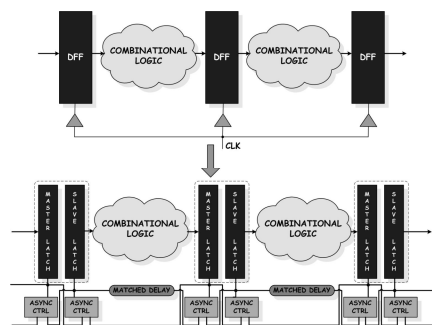 DFF
COMBINATIONAL
LOGIC
DFF
COMBINATIONAL
LOGIC
DFF
CLK
MASTER LATCH
SLAVE LATCH
COMBINATIONAL
LOGIC
MASTER LATCH
SLAVE LATCH
COMBINATIONAL
LOGIC
MASTER LATCH
SLAVE LATCH
MATCHED DELAY
MATCHED DELAY
ASYNC
CTRL
ASYNC
CTRL
ASYNC
CTRL
ASYNC
CTRL
ASYNC
CTRL
ASYNC
CTRL